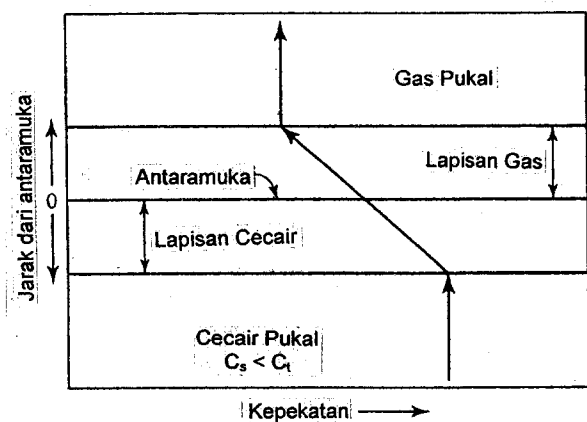 Gas Pukal
Lapisan Gas
Antaramuka
Jarak dari antaramuka
0
Lapisan Cecair
Cecair Pukal
Cs < Ct
Kepekatan